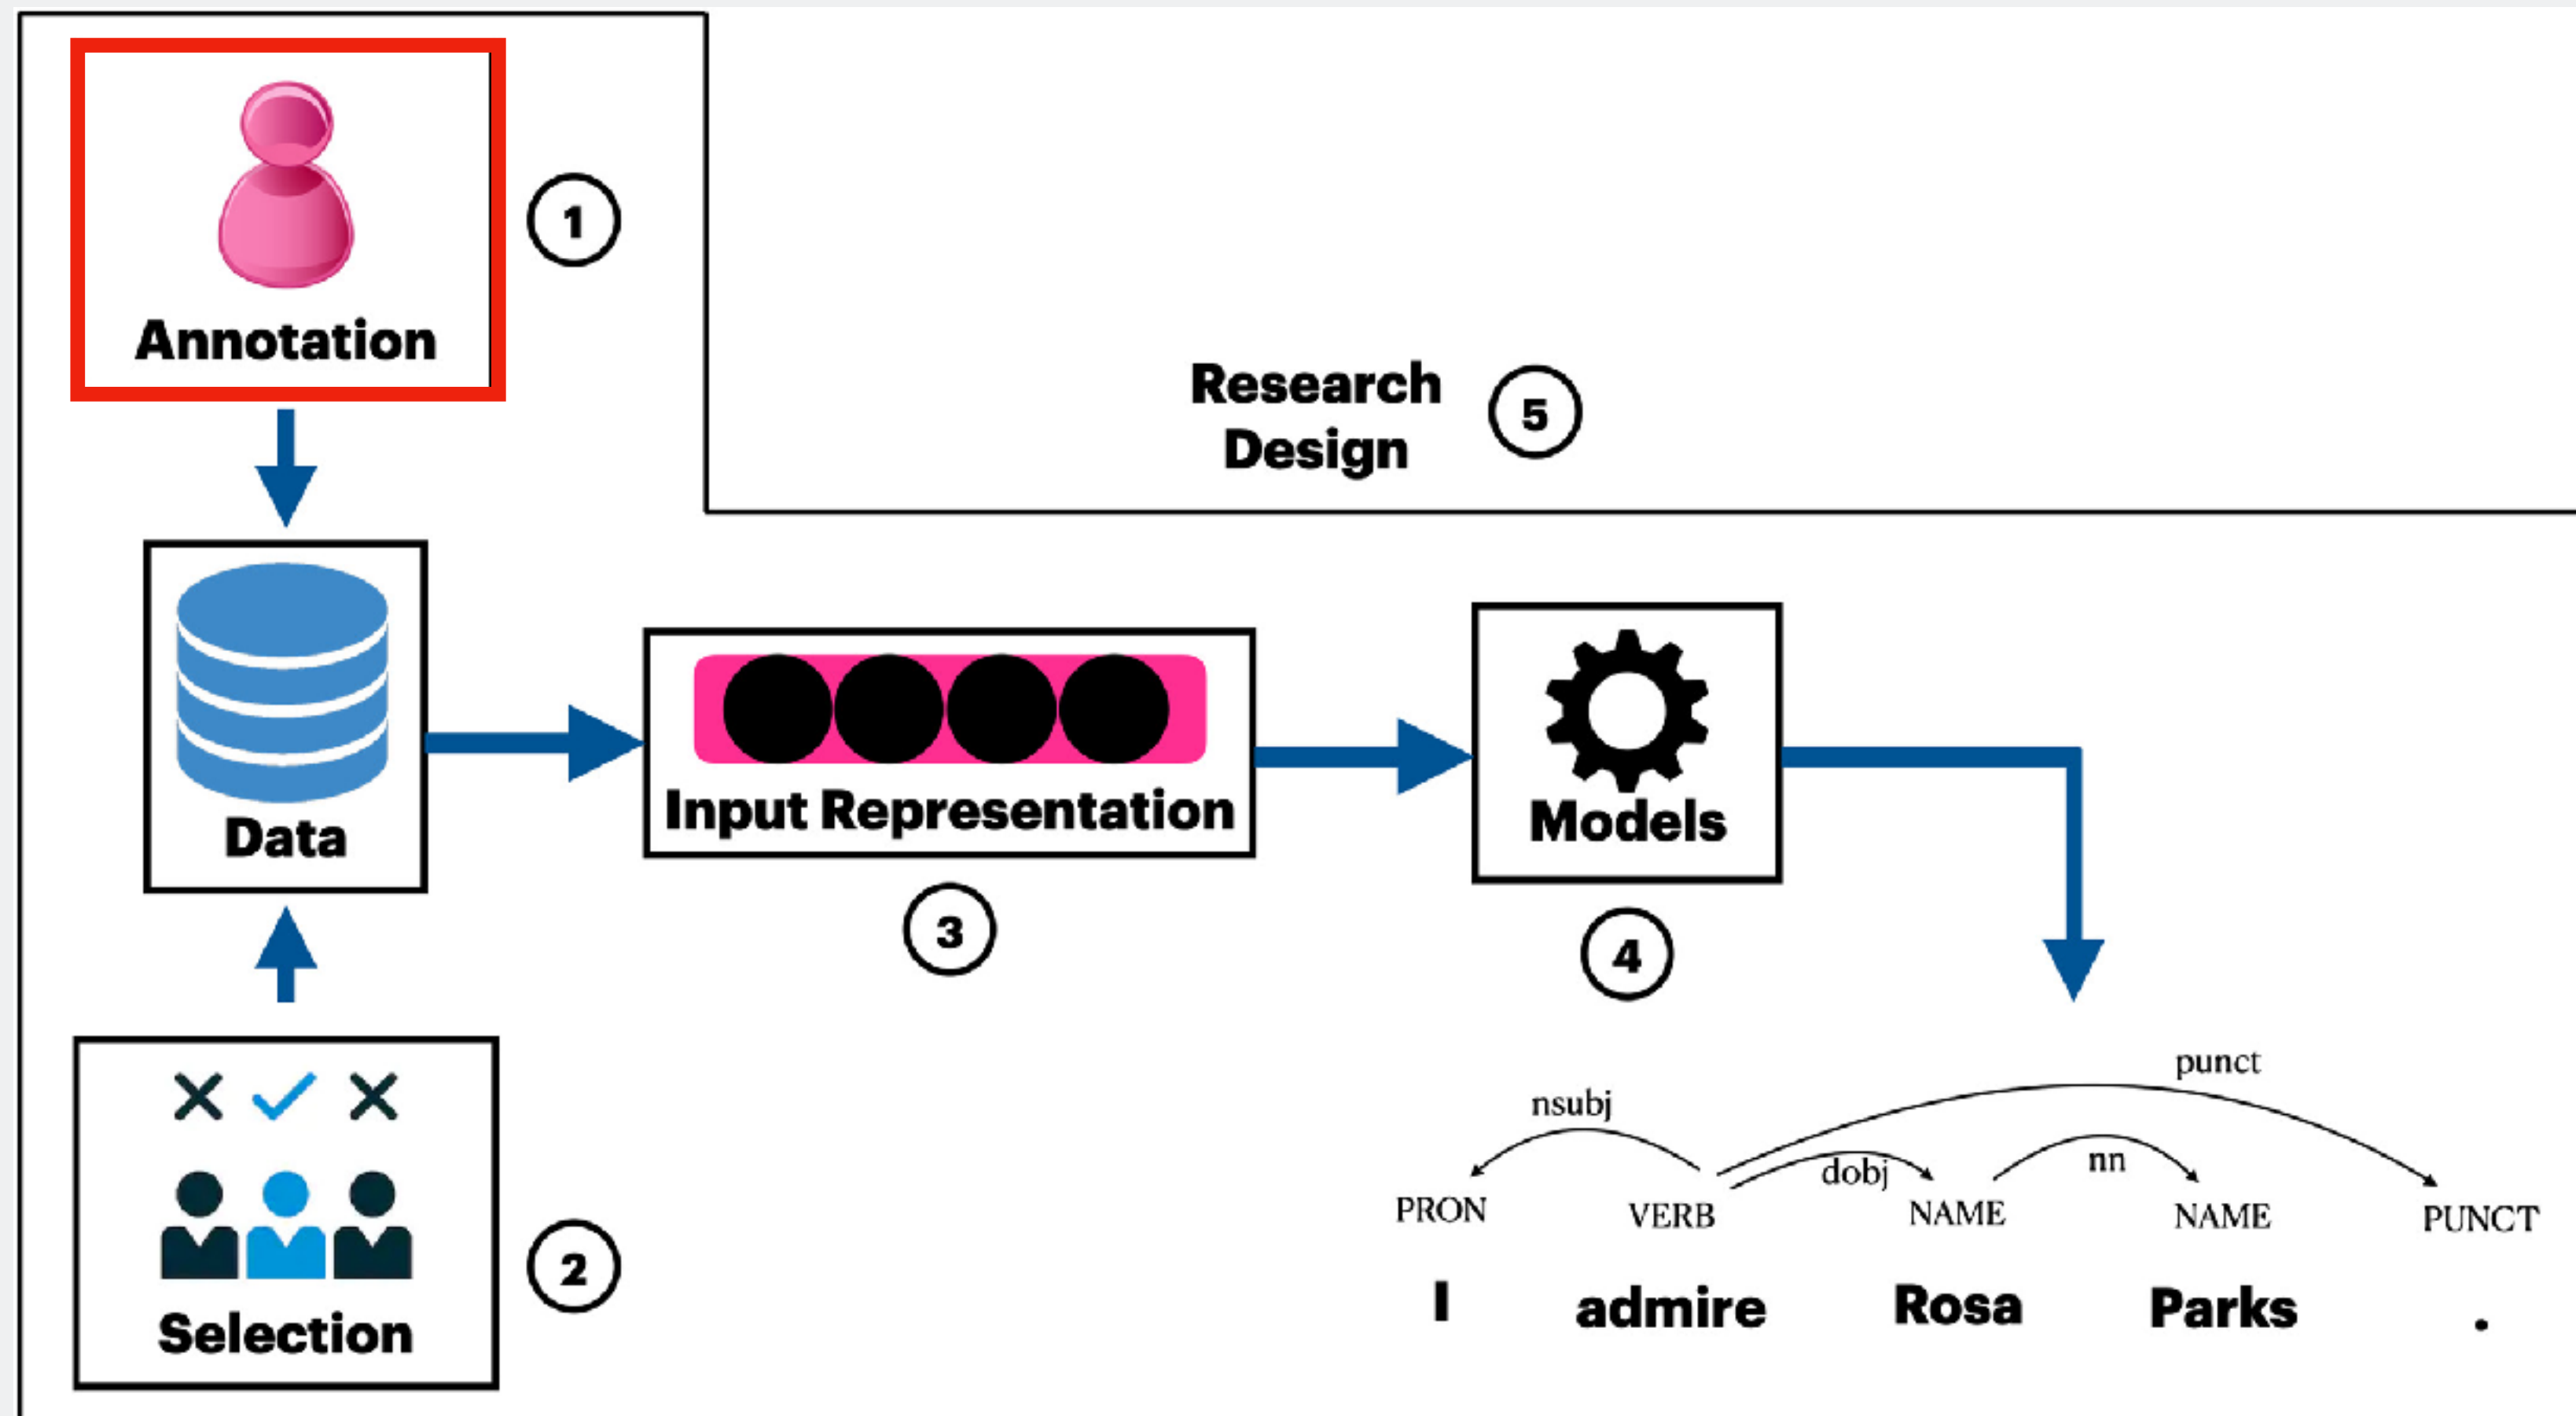 Annotation
1
Research
Design
5
Data
Input Representation
3
Models
4
Selection
2
punct
nsubj
dobj
nn
PRON VERB NAME NAME PUNCT
I admire Rosa Parks .